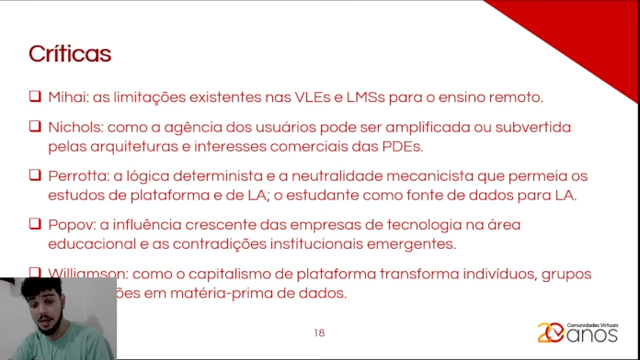 Críticas
❑ Mihai: as limitações existentes nas VLEs e LMSs para o ensino remoto.
❑ Nichols: como a agência dos usuários pode ser amplificada ou subvertida
pelas arquiteturas e interesses comerciais das PDEs.
❑ Perrotta: a lógica determinista e a neutralidade mecanicista que permeia os
estudos de plataforma e de LA; o estudante como fonte de dados para LA.
❑ Popov: a influência crescente das empresas de tecnologia na área
educacional e as contradições institucionais emergentes.
❑ Williamson: como o capitalismo de plataforma transforma indivíduos, grupos
em matéria-prima de dados.
18
Comunidades Virtuais
20anos